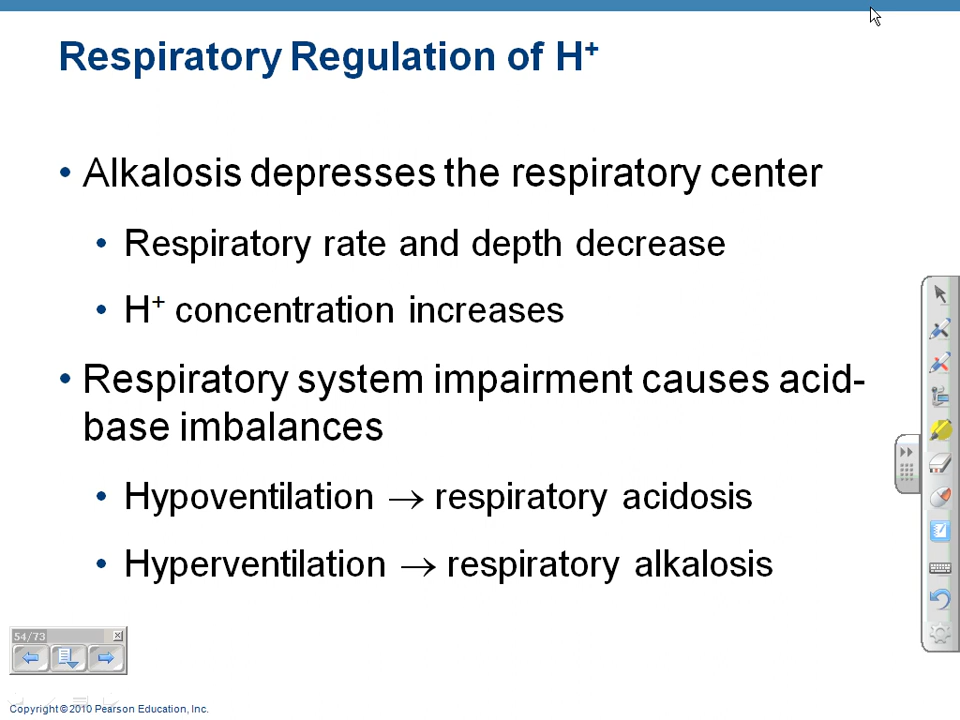 Respiratory Regulation of H+
• Alkalosis depresses the respiratory center
• Respiratory rate and depth decrease
• H+ concentration increases
• Respiratory system impairment causes acid-
base imbalances
• Hypoventilation → respiratory acidosis
• Hyperventilation → respiratory alkalosis
54/73
Copyright © 2010 Pearson Education, Inc.